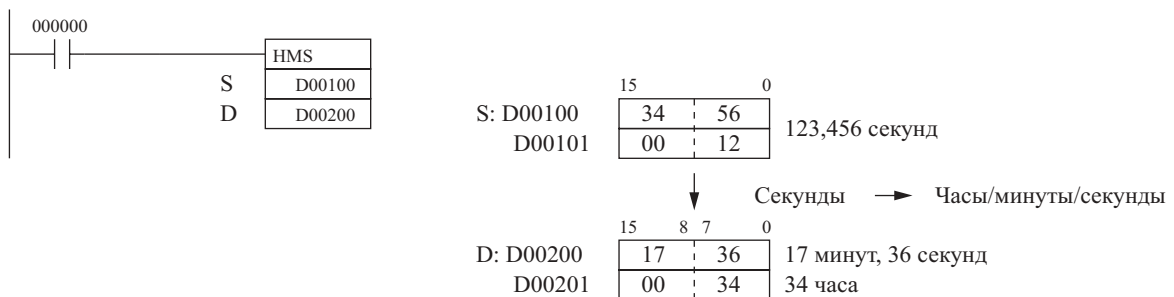 000000
HMS
S D00100
D D00200
15 0
S: D00100 34 56 123,456 секунд
D00101 00 12
Секунды Часы/минуты/секунды
15 8 7 0
D: D00200 17 36 17 минут, 36 секунд
D00201 00 34 34 часа